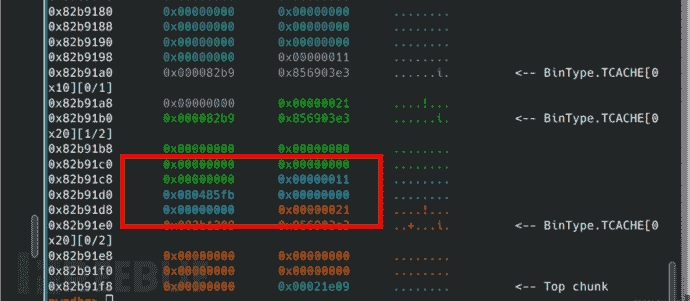 0x82b9180 0x00000000 0x00000000 ........
0x82b9188 0x00000000 0x00000000 ........
0x82b9190 0x00000000 0x00000000 ........
0x82b9198 0x00000000 0x00000011 ........
0x82b91a0 0x000082b9 0x856903e3 ......i. <-- BinType.TCACHE[0
x10][0/1]
0x82b91a8 0x00000000 0x00000021 ....!...
0x82b91b0 0x000082b9 0x856903e3 ......i. <-- BinType.TCACHE[0
x20][1/2]
0x82b91b8 0x00000000 0x00000000 ........
0x82b91c0 0x00000000 0x00000000 ........
0x82b91c8 0x00000000 0x00000011 ........
0x82b91d0 0x080485fb 0x00000000 ........
0x82b91d8 0x00000000 0x00000021 ....!...
0x82b91e0 ..+...i. <-- BinType.TCACHE[0
x20][0/2]
0x82b91e8 0x00000000 0x00000000 ........
0x82b91f0 0x00000000 0x00000000 ........
0x82b91f8 0x00000000 0x00021e09 ........ <-- Top chunk